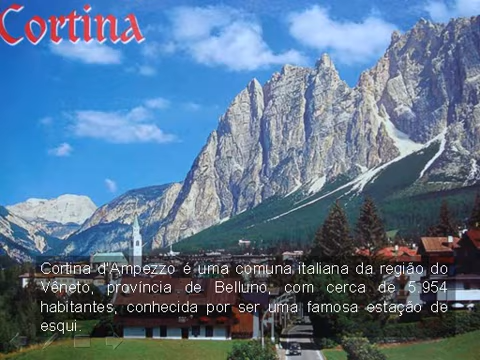 Cortina
Cortina d'Ampezzo é uma comuna italiana da região do
Vêneto, província de Belluno, com cerca de 5.954
habitantes, conhecida por ser uma famosa estação de
esqui.